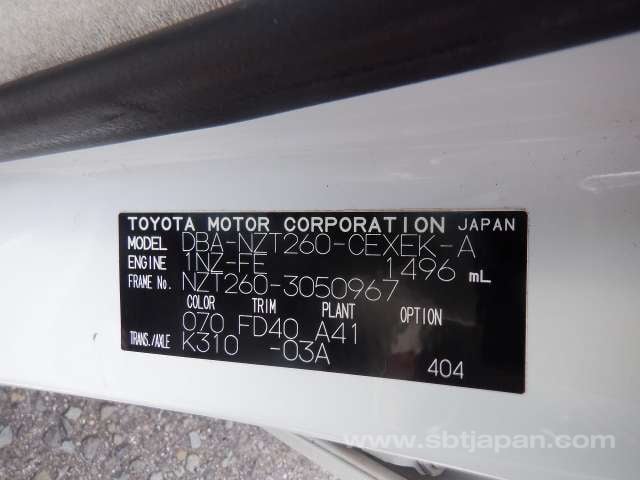 TOYOTA MOTOR CORPORATION JAPAN
MODEL DBA-NZT260-CEXEK-A
ENGINE 1NZ-FE 1496 mL
FRAME No. NZT260-3050967
COLOR TRIM PLANT OPTION
070 FD40 A41
TRANS./AXLE K310 -03A
404
www.sbtjapan.com